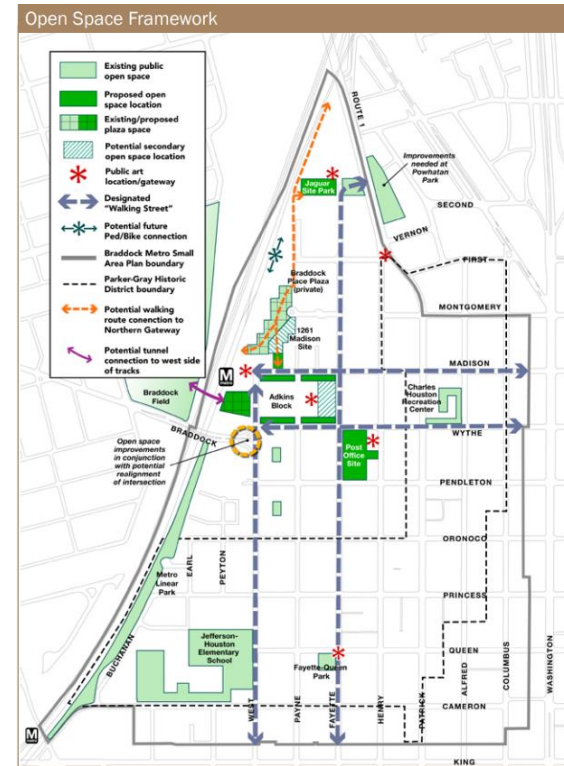 Open Space Framework
Existing public
open space
Proposed open
space location
Existing/proposed
plaza space
Potential secondary
open space location
Public art
location/gateway
Designated
"Walking Street"
Potential future
Ped/Bike connection
Braddock Metro Small
Area Plan boundary
Parker-Gray Historic
District boundary
Potential walking
route conection to
Northern Gateway
Potential tunnel
connection to west side
of tracks
ROUTE 1
Improvements
needed at
Powhatan Park
Jaguar
Site Park
SECOND
VERNON
FIRST
Braddock
Place Plaza
(private)
MONTGOMERY
1261
Madison
Site
MADISON
M
Braddock
Field
Adkins
Block
Charles
Houston
Recreation
Center
BRADDOCK
WYTHE
Open space
improvements
in conjunction
with potential
realignment
of intersection
Post
Office
Site
PENDLETON
ORONOCO
EARL
PEYTON
Metro
Linear
Park
PRINCESS
BUCHANAN
Jefferson-
Houston
Elementary
School
QUEEN
Fayette-Queen
Park
WEST
PAYNE
FAYETTE
HENRY
PATRICK
ALFRED
COLUMBUS
WASHINGTON
CAMERON
M
KING